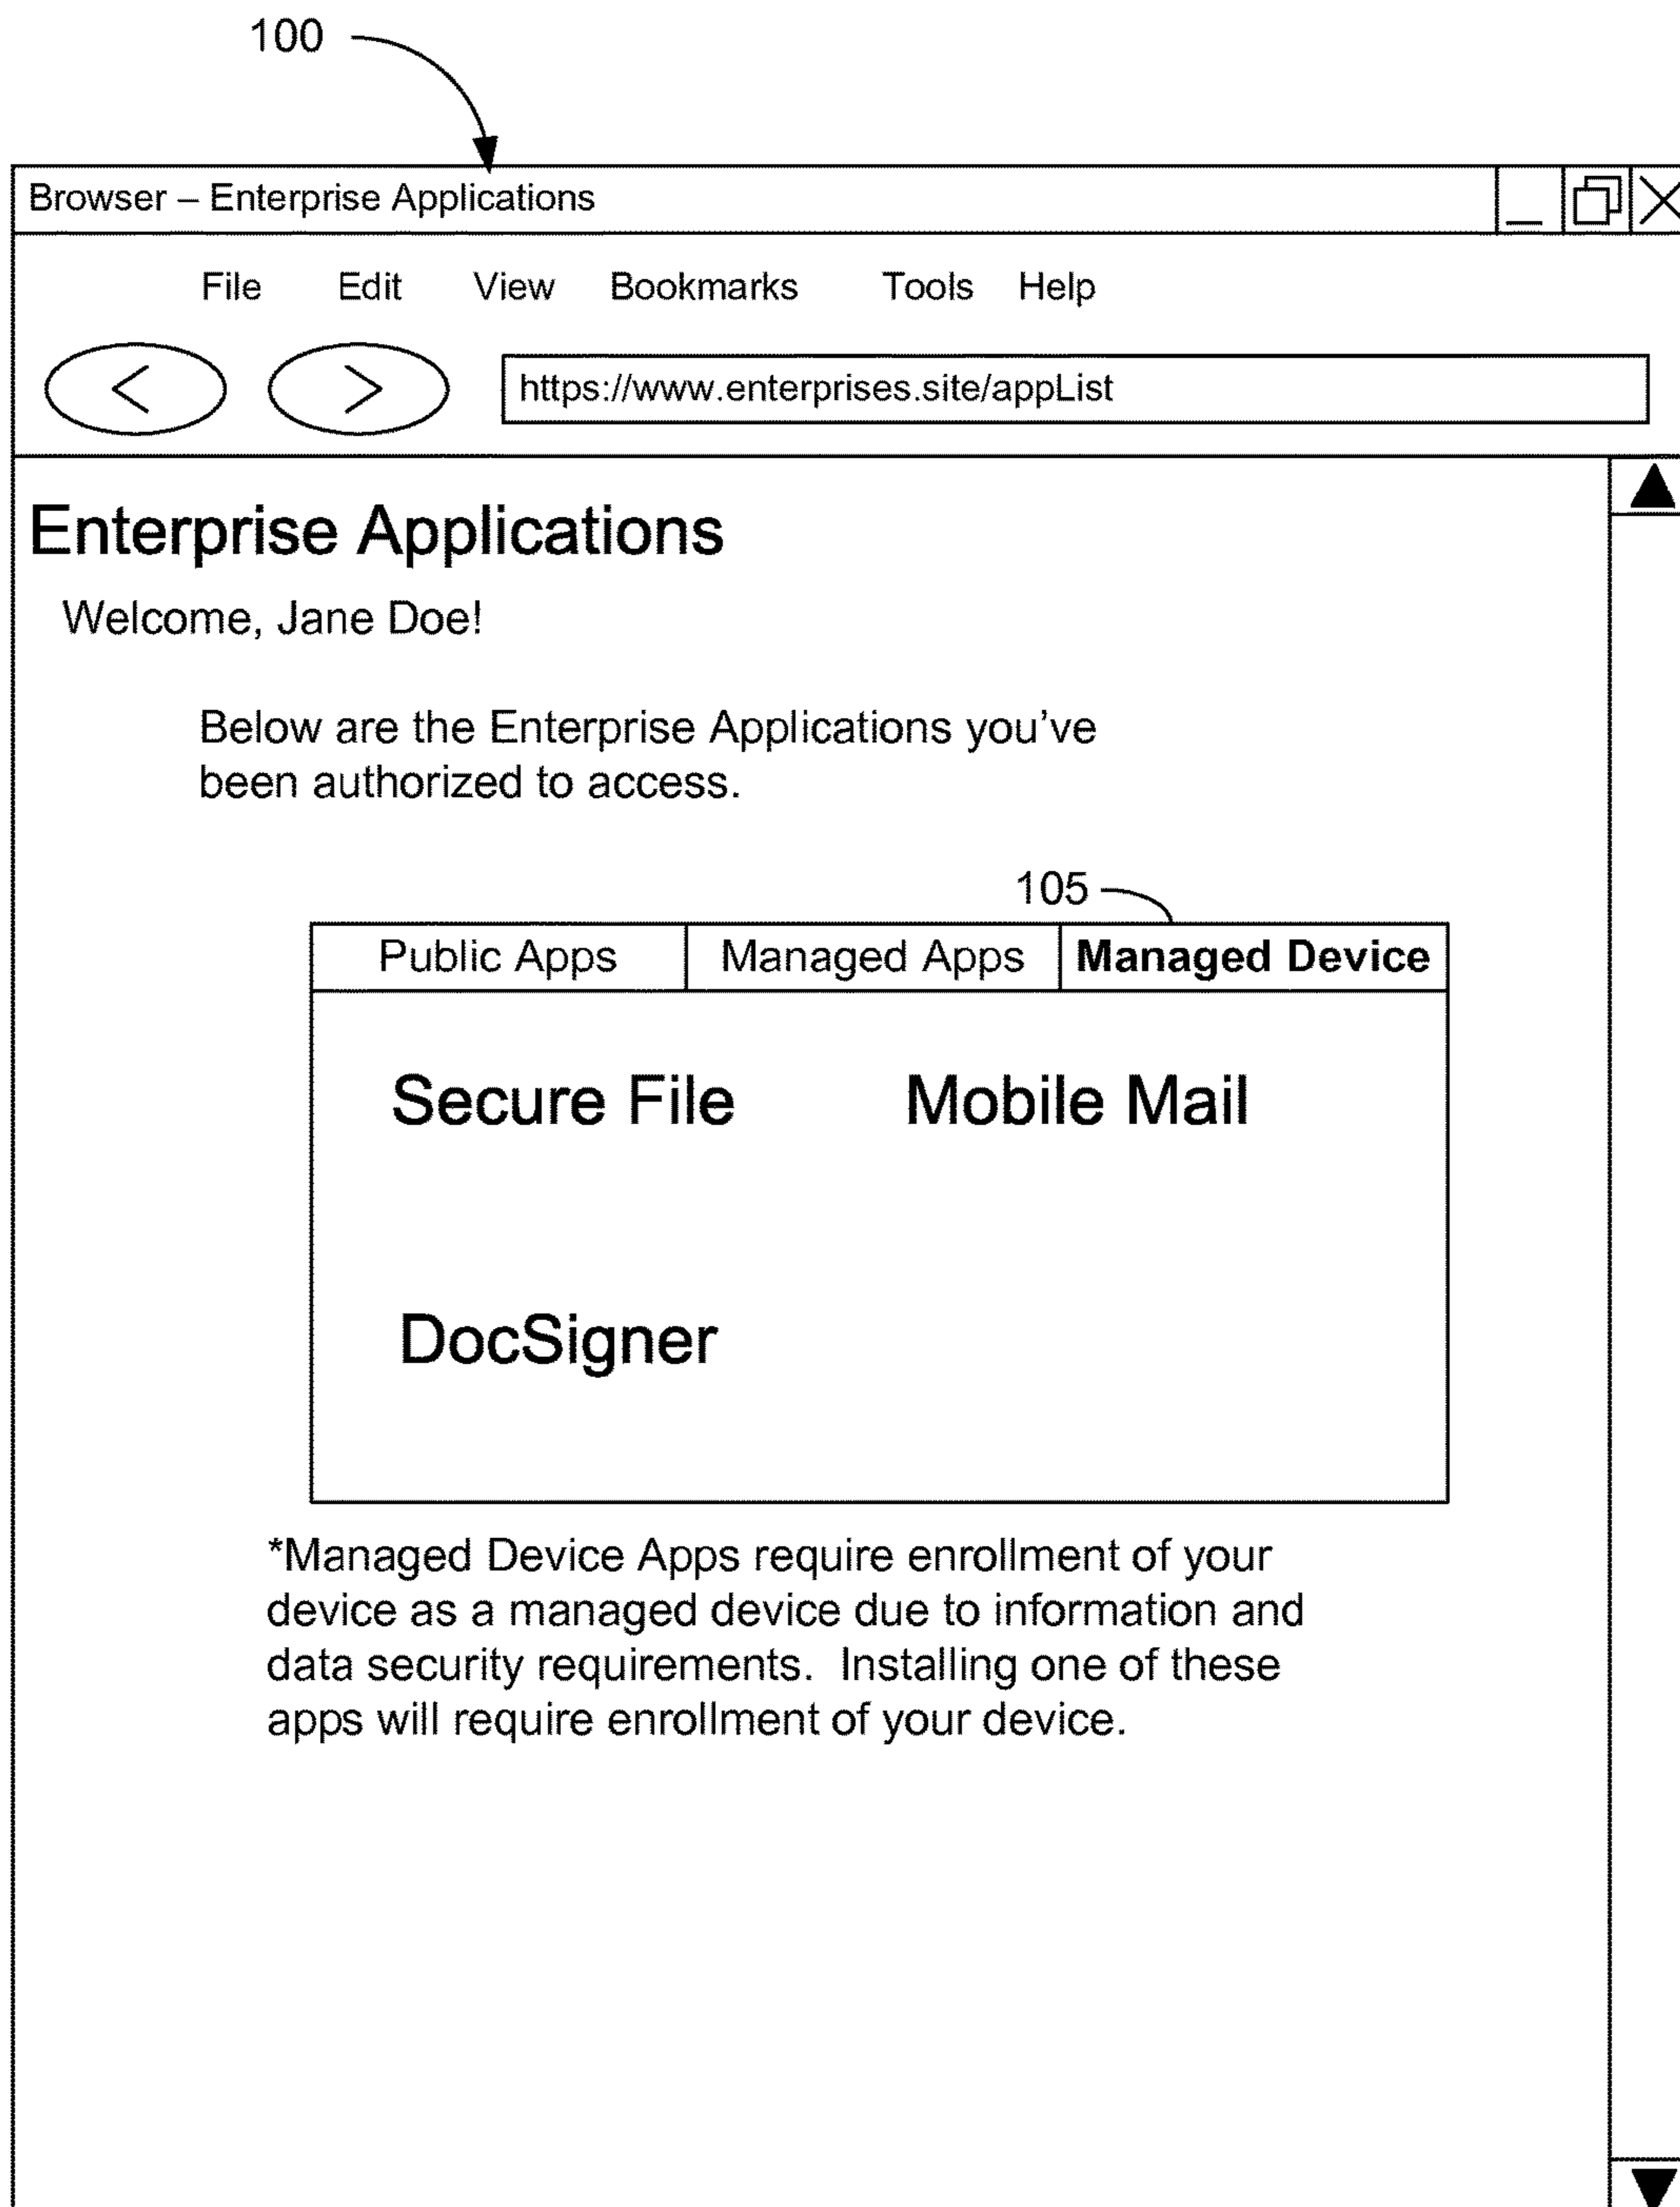 100
Browser – Enterprise Applications
File Edit View Bookmarks Tools Help
< > https://www.enterprises.site/appList
Enterprise Applications
Welcome, Jane Doe!
Below are the Enterprise Applications you've
been authorized to access.
105
Public Apps Managed Apps Managed Device
Secure File Mobile Mail
DocSigner
*Managed Device Apps require enrollment of your
device as a managed device due to information and
data security requirements.  Installing one of these
apps will require enrollment of your device.